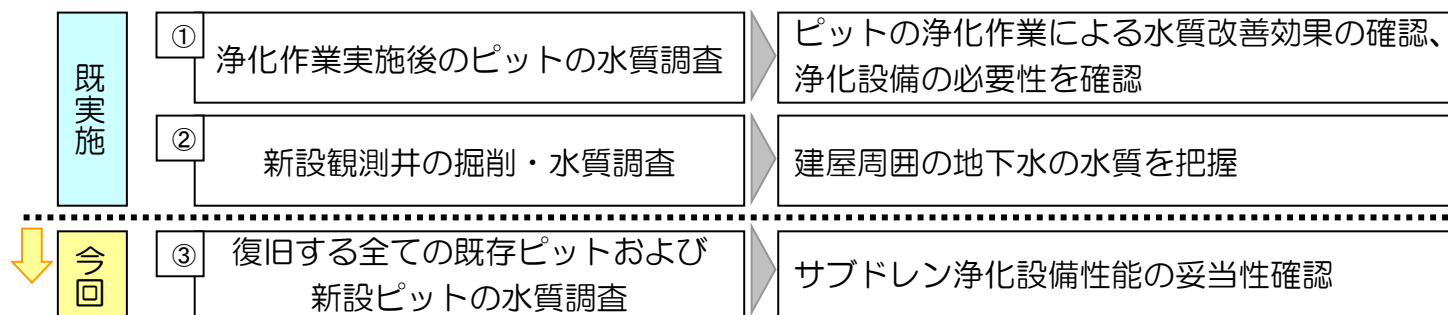 既実施
①
浄化作業実施後のピットの水質調査
ピットの浄化作業による水質改善効果の確認、
浄化設備の必要性を確認
②
新設観測井の掘削・水質調査
建屋周囲の地下水の水質を把握
今回
③
復旧する全ての既存ピットおよび
新設ピットの水質調査
サブドレン浄化設備性能の妥当性確認